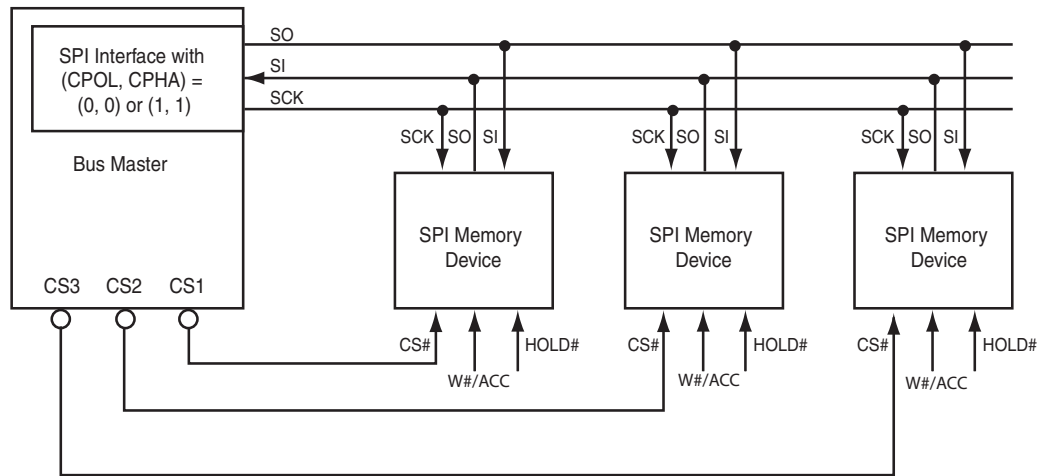 SO
SI
SCK
SPI Interface with
(CPOL, CPHA) =
(0, 0) or (1, 1)
Bus Master
CS3 CS2 CS1
SCK SO SI
SCK SO SI
SCK SO SI
SPI Memory
Device
SPI Memory
Device
SPI Memory
Device
CS#
W#/ACC
HOLD#
CS#
W#/ACC
HOLD#
CS#
W#/ACC
HOLD#